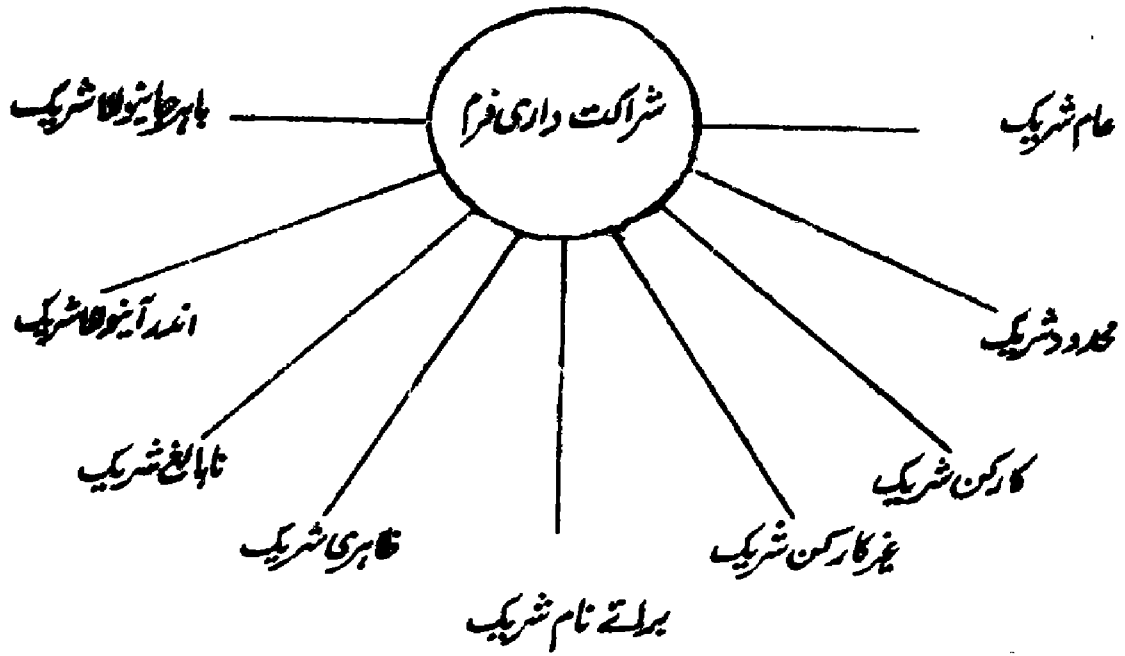 شراکت داری فرم
عام شریک
باہر جانیوالا شریک
محدود شریک
اندر آنیوالا شریک
کارکن شریک
نابالغ شریک
غیر کارکن شریک
ظاہری شریک
برائے نام شریک